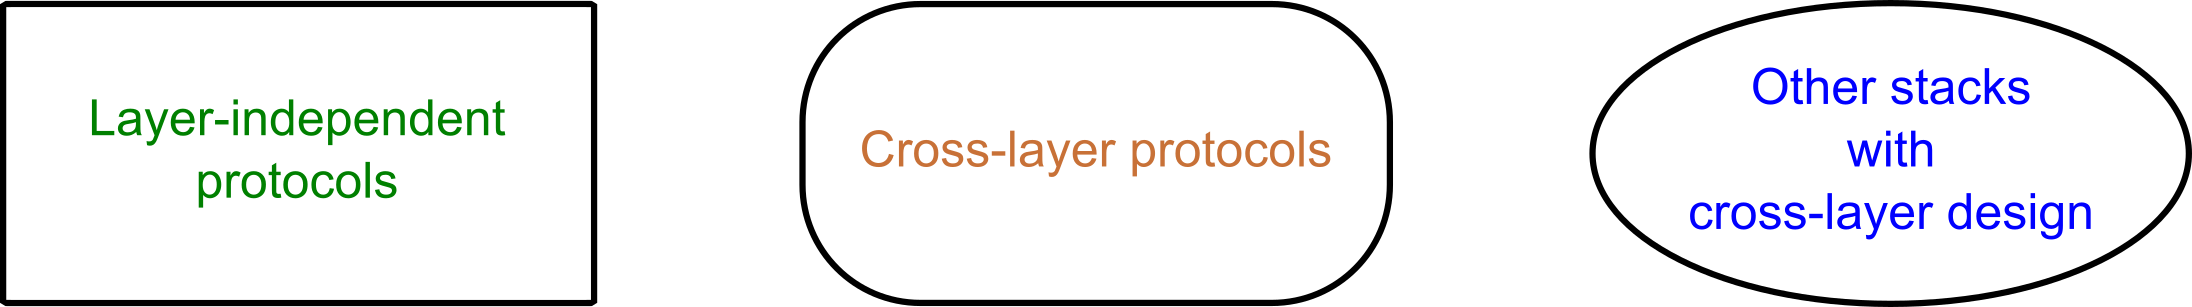 Layer-independent
protocols
Cross-layer protocols
Other stacks
with
cross-layer design